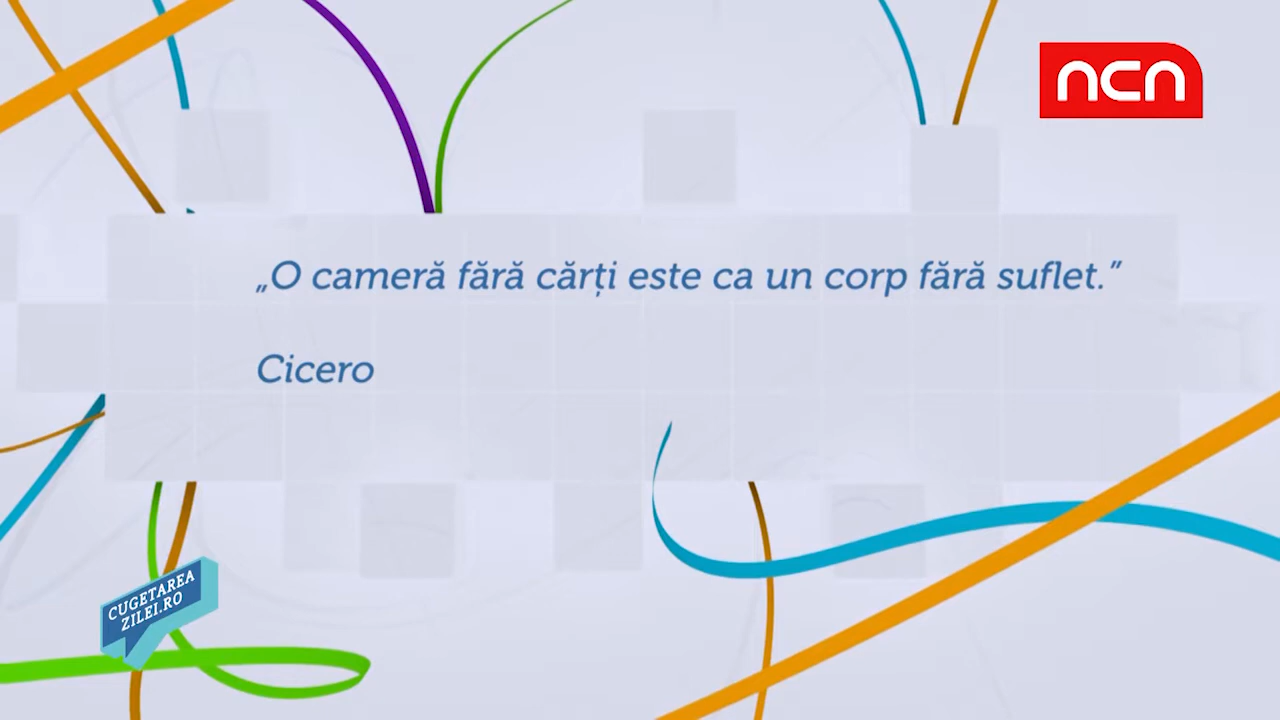 ncn
„O cameră fără cărți este ca un corp fără suflet.”
Cicero
CUGETAREA
ZILEI.RO